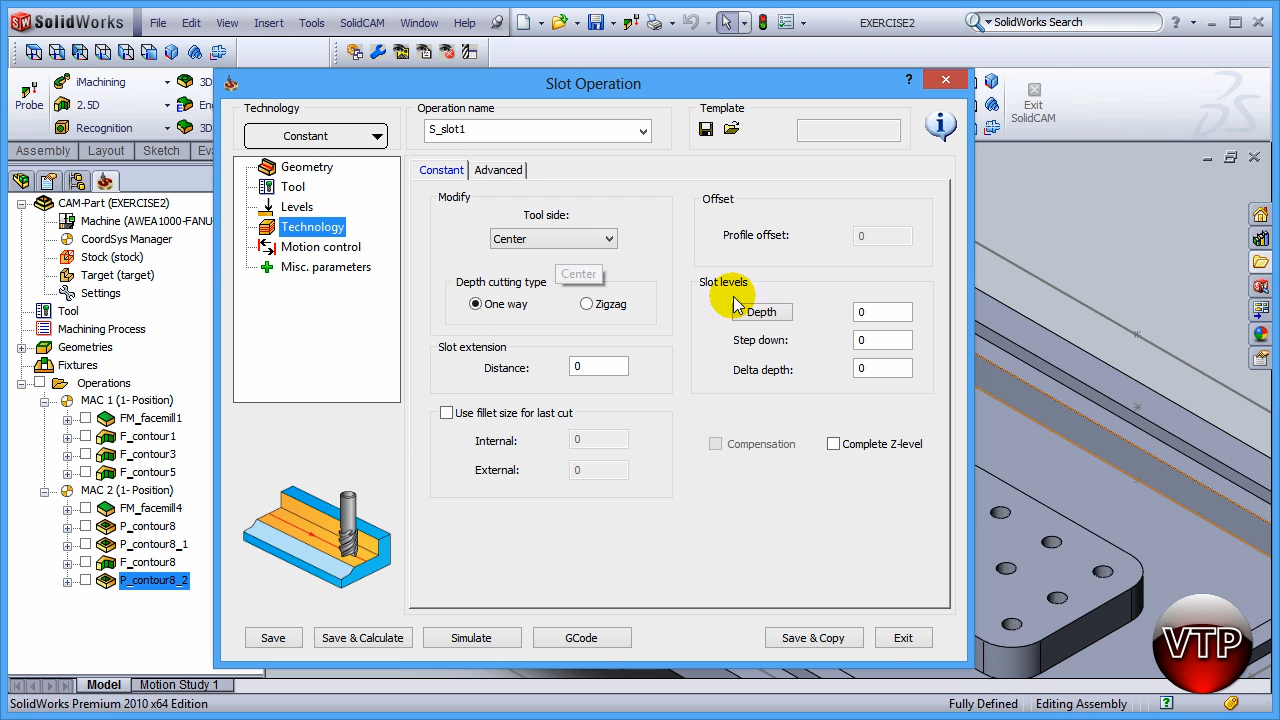 SolidWorks File Edit View Insert Tools SolidCAM Window Help EXERCISE2 SolidWorks Search
iMachining 3D
Probe 2.5D
Recognition 3D
Exit
SolidCAM
Assembly Layout Sketch
Slot Operation
Technology
Constant
Operation name
S_slot1
Template
Geometry
Tool
Levels
Technology
Motion control
Misc. parameters
Constant Advanced
Modify
Tool side:
Center
Center
Depth cutting type
One way Zigzag
Slot extension
Distance: 0
Use fillet size for last cut
Internal: 0
External: 0
Offset
Profile offset: 0
Slot levels
Depth 0
Step down: 0
Delta depth: 0
Compensation Complete Z-level
Save Save & Calculate Simulate GCode Save & Copy Exit
CAM-Part (EXERCISE2)
Machine (AWEA1000-FANU
CoordSys Manager
Stock (stock)
Target (target)
Settings
Tool
Machining Process
Geometries
Fixtures
Operations
MAC 1 (1- Position)
FM_facemill1
F_contour1
F_contour3
F_contour5
MAC 2 (1- Position)
FM_facemill4
P_contour8
P_contour8_1
F_contour8
P_contour8_2
VTP
Model Motion Study 1
SolidWorks Premium 2010 x64 Edition Fully Defined Editing Assembly